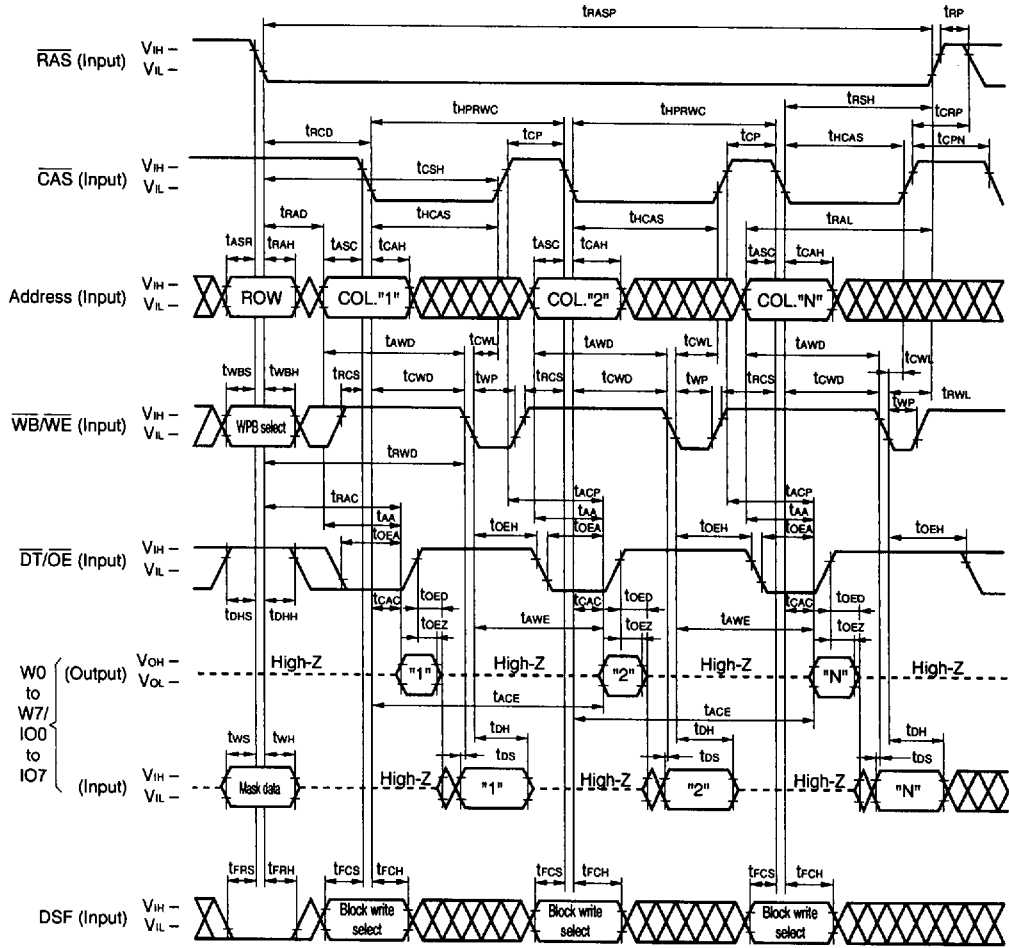 tRASP tRP
RAS (Input) VIH – VIL –
tHPRWC tHPRWC tRSH tCRP
tRCD tCP tCP tHCAS tCPN
CAS (Input) VIH – VIL –
tCSH
tRAD tHCAS tHCAS tRAL
tASR tRAH tASC tCAH tASC tCAH tASC tCAH
Address (Input) VIH – VIL –
ROW COL."1" COL."2" COL."N"
tAWD tCWL tAWD tCWL tAWD tCWL
tWBS tWBH tRCS tCWD tWP tRCS tCWD tWP tRCS tCWD tWP tRWL
WB/WE (Input) VIH – VIL –
WPB select
tRWD
tRAC tACP tACP
tAA tAA tAA
tOEA tOEH tOEA tOEH tOEA tOEH
DT/OE (Input) VIH – VIL –
tDHS tDHH tCAC tOED tCAC tOED tCAC tOED
tOEZ tAWE tOEZ tAWE tOEZ
W0 to W7/ IO0 to IO7
(Output) VOH – VOL –
High-Z "1" High-Z "2" High-Z "N" High-Z
tACE tACE
tWS tWH tDH tDH tDH
tDS tDS tDS
(Input) VIH – VIL –
Mask data High-Z "1" High-Z "2" High-Z "N"
tFRS tFRH tFCS tFCH tFCS tFCH tFCS tFCH
DSF (Input) VIH – VIL –
Block write select Block write select Block write select